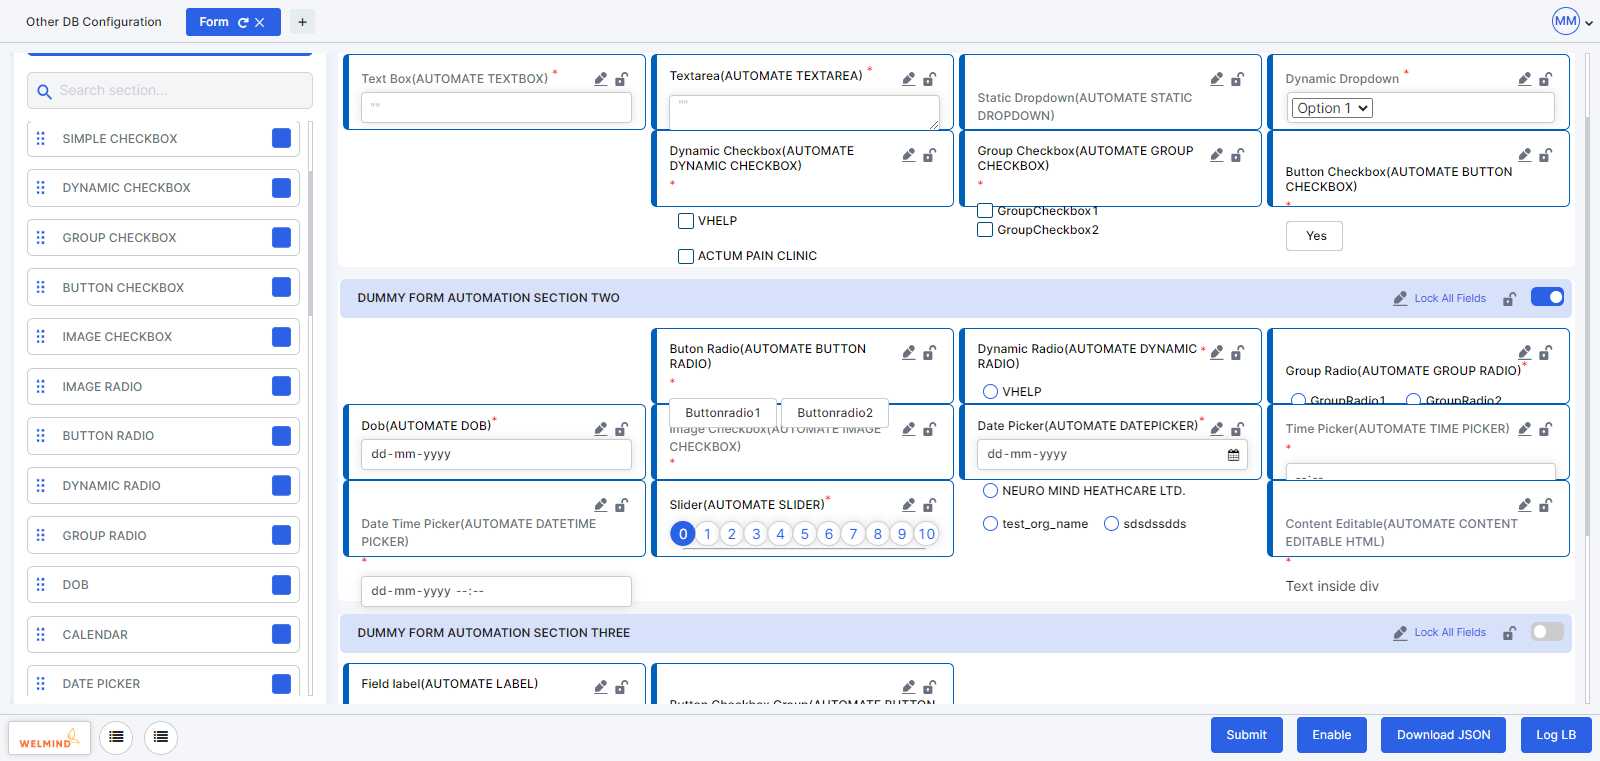 Other DB Configuration
Form
+
MM
Search section...
SIMPLE CHECKBOX
DYNAMIC CHECKBOX
GROUP CHECKBOX
BUTTON CHECKBOX
IMAGE CHECKBOX
IMAGE RADIO
BUTTON RADIO
DYNAMIC RADIO
GROUP RADIO
DOB
CALENDAR
DATE PICKER
Text Box(AUTOMATE TEXTBOX) *
""
Textarea(AUTOMATE TEXTAREA) *
""
Static Dropdown(AUTOMATE STATIC
DROPDOWN)
Dynamic Dropdown *
Option 1
Dynamic Checkbox(AUTOMATE
DYNAMIC CHECKBOX)
*
VHELP
ACTUM PAIN CLINIC
Group Checkbox(AUTOMATE GROUP
CHECKBOX)
*
GroupCheckbox1
GroupCheckbox2
Button Checkbox(AUTOMATE BUTTON
CHECKBOX)
*
Yes
DUMMY FORM AUTOMATION SECTION TWO
Lock All Fields
Buton Radio(AUTOMATE BUTTON
RADIO)
*
Buttonradio1 Buttonradio2
Dynamic Radio(AUTOMATE DYNAMIC *
RADIO)
VHELP
Group Radio(AUTOMATE GROUP RADIO)*
GroupRadio1 GroupRadio2
Dob(AUTOMATE DOB)*
dd-mm-yyyy
Image Checkbox(AUTOMATE IMAGE
CHECKBOX)
*
Date Picker(AUTOMATE DATEPICKER)*
dd-mm-yyyy
Time Picker(AUTOMATE TIME PICKER)
*
--:--
Date Time Picker(AUTOMATE DATETIME
PICKER)
*
dd-mm-yyyy --:--
Slider(AUTOMATE SLIDER)*
0 1 2 3 4 5 6 7 8 9 10
NEURO MIND HEATHCARE LTD.
test_org_name sdsdssdds
Content Editable(AUTOMATE CONTENT
EDITABLE HTML)
*
Text inside div
DUMMY FORM AUTOMATION SECTION THREE
Lock All Fields
Field label(AUTOMATE LABEL)
Button Checkbox Group(AUTOMATE BUTTON
WELMIND
Submit
Enable
Download JSON
Log LB